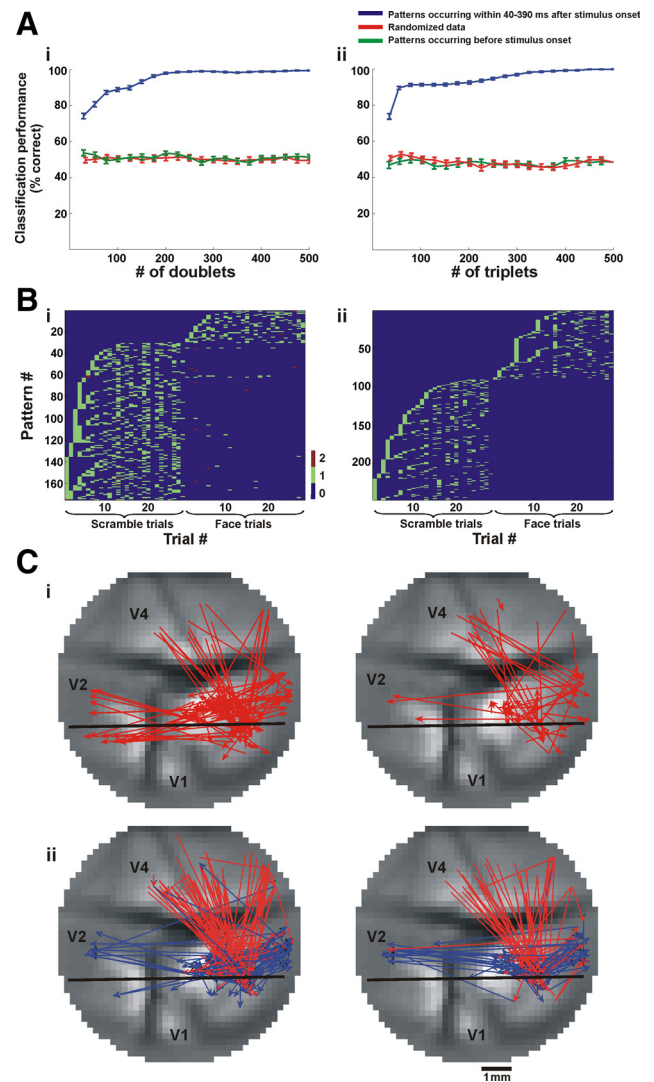 A
Patterns occurring within 40-390 ms after stimulus onset
Randomized data
Patterns occurring before stimulus onset
i
ii
Classification performance
(% correct)
100
80
60
40
20
100 200 300 400 500
# of doublets
100
80
60
40
20
100 200 300 400 500
# of triplets
B
i
ii
Pattern #
20
40
60
80
100
120
140
160
2
1
0
10 20 10 20
Scramble trials Face trials
Trial #
50
100
150
200
10 20 10 20
Scramble trials Face trials
Trial #
C
i
V4
V2
V1
V4
V2
V1
ii
V4
V2
V1
V4
V2
V1
1mm